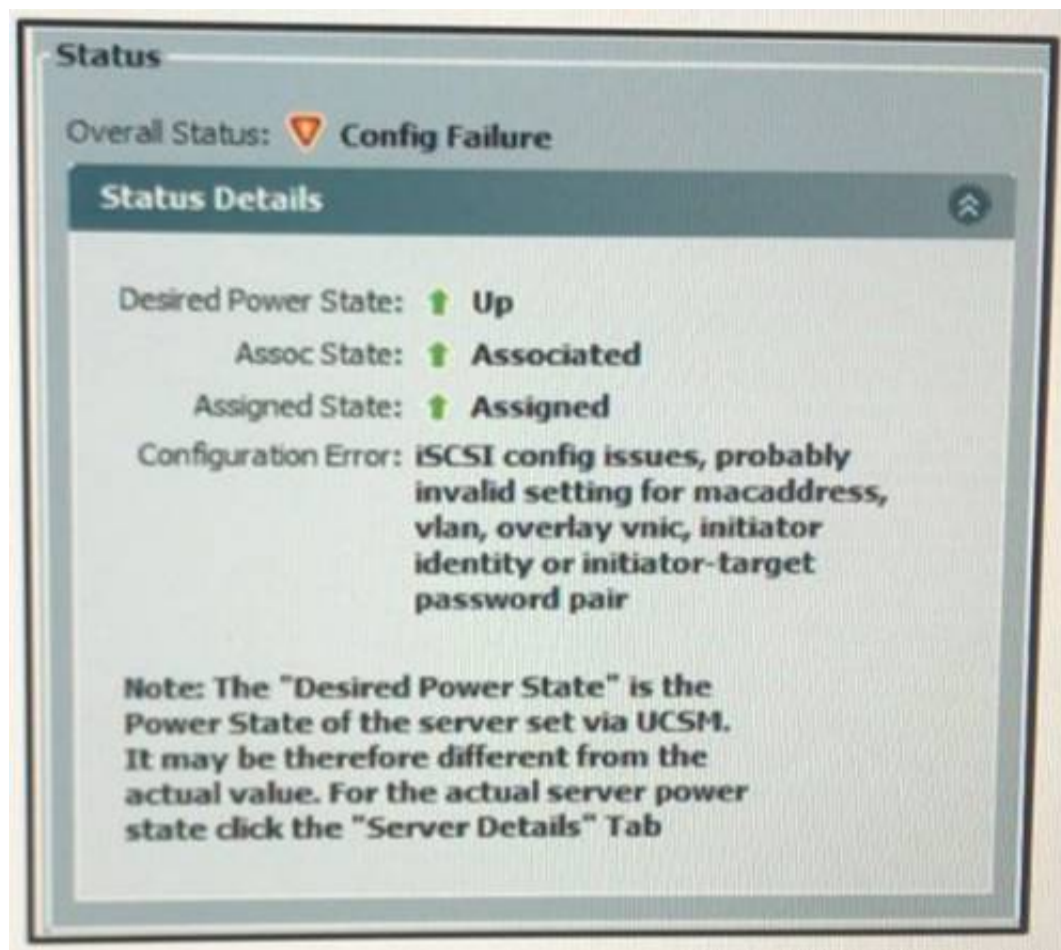 Status
Overall Status: Config Failure
Status Details
Desired Power State: Up
Assoc State: Associated
Assigned State: Assigned
Configuration Error: iSCSI config issues, probably
invalid setting for macaddress,
vlan, overlay vnic, initiator
identity or initiator-target
password pair
Note: The "Desired Power State" is the
Power State of the server set via UCSM.
It may be therefore different from the
actual value. For the actual server power
state click the "Server Details" Tab